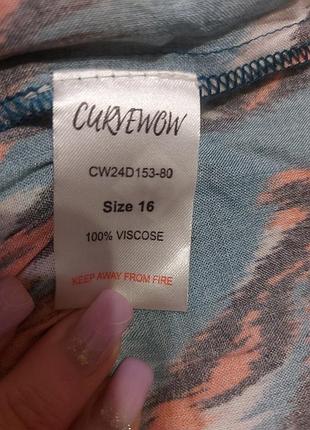 CURVEWOW
CW24D153-80
Size 16
100% VISCOSE
KEEP AWAY FROM FIRE